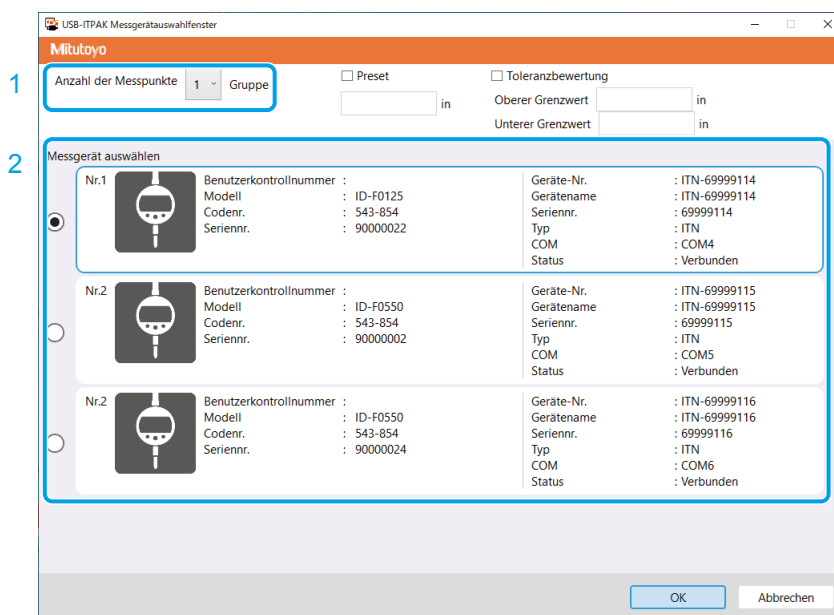 USB-ITPAK Messgerätauswahlfenster
Mitutoyo
1
Anzahl der Messpunkte 1 Gruppe
Preset
in
Toleranzbewertung
Oberer Grenzwert in
Unterer Grenzwert in
2
Messgerät auswählen
Nr.1
Benutzerkontrollnummer :
Modell : ID-F0125
Codenr. : 543-854
Seriennr. : 90000022
Geräte-Nr. : ITN-69999114
Gerätename : ITN-69999114
Seriennr. : 69999114
Typ : ITN
COM : COM4
Status : Verbunden
Nr.2
Benutzerkontrollnummer :
Modell : ID-F0550
Codenr. : 543-854
Seriennr. : 90000002
Geräte-Nr. : ITN-69999115
Gerätename : ITN-69999115
Seriennr. : 69999115
Typ : ITN
COM : COM5
Status : Verbunden
Nr.2
Benutzerkontrollnummer :
Modell : ID-F0550
Codenr. : 543-854
Seriennr. : 90000024
Geräte-Nr. : ITN-69999116
Gerätename : ITN-69999116
Seriennr. : 69999116
Typ : ITN
COM : COM6
Status : Verbunden
OK
Abbrechen